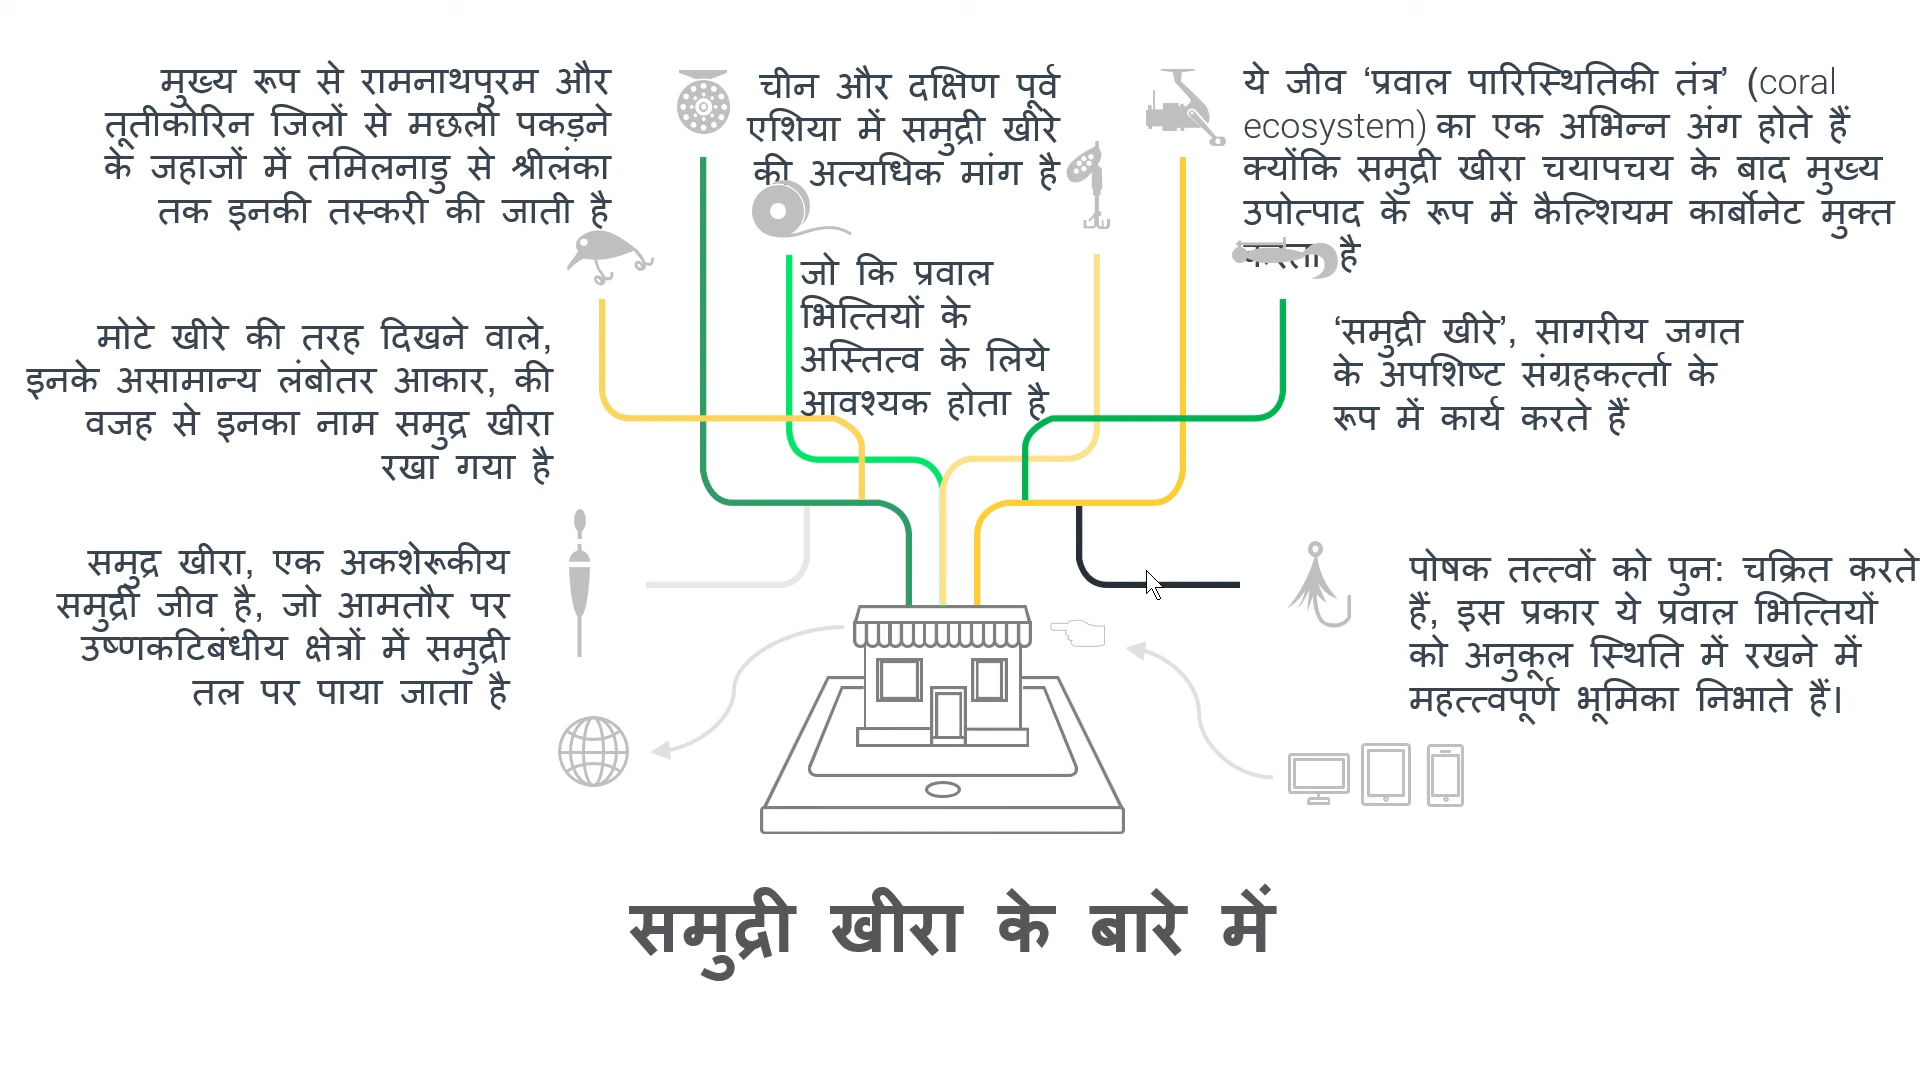 मुख्य रूप से रामनाथपुरम और
तूतीकोरिन जिलों से मछली पकड़ने
के जहाजों में तमिलनाडु से श्रीलंका
तक इनकी तस्करी की जाती है
चीन और दक्षिण पूर्व
एशिया में समुद्री खीरे
की अत्यधिक मांग है
ये जीव ‘प्रवाल पारिस्थितिकी तंत्र’ (coral
ecosystem) का एक अभिन्न अंग होते हैं
क्योंकि समुद्री खीरा चयापचय के बाद मुख्य
उपोत्पाद के रूप में कैल्शियम कार्बोनेट मुक्त
करता है
जो कि प्रवाल
भित्तियों के
अस्तित्व के लिये
आवश्यक होता है
मोटे खीरे की तरह दिखने वाले,
इनके असामान्य लंबोतर आकार, की
वजह से इनका नाम समुद्र खीरा
रखा गया है
‘समुद्री खीरे’, सागरीय जगत
के अपशिष्ट संग्रहकर्त्ता के
रूप में कार्य करते हैं
समुद्र खीरा, एक अकशेरूकीय
समुद्री जीव है, जो आमतौर पर
उष्णकटिबंधीय क्षेत्रों में समुद्री
तल पर पाया जाता है
पोषक तत्त्वों को पुन: चक्रित करते
हैं, इस प्रकार ये प्रवाल भित्तियों
को अनुकूल स्थिति में रखने में
महत्त्वपूर्ण भूमिका निभाते हैं।
समुद्री खीरा के बारे में